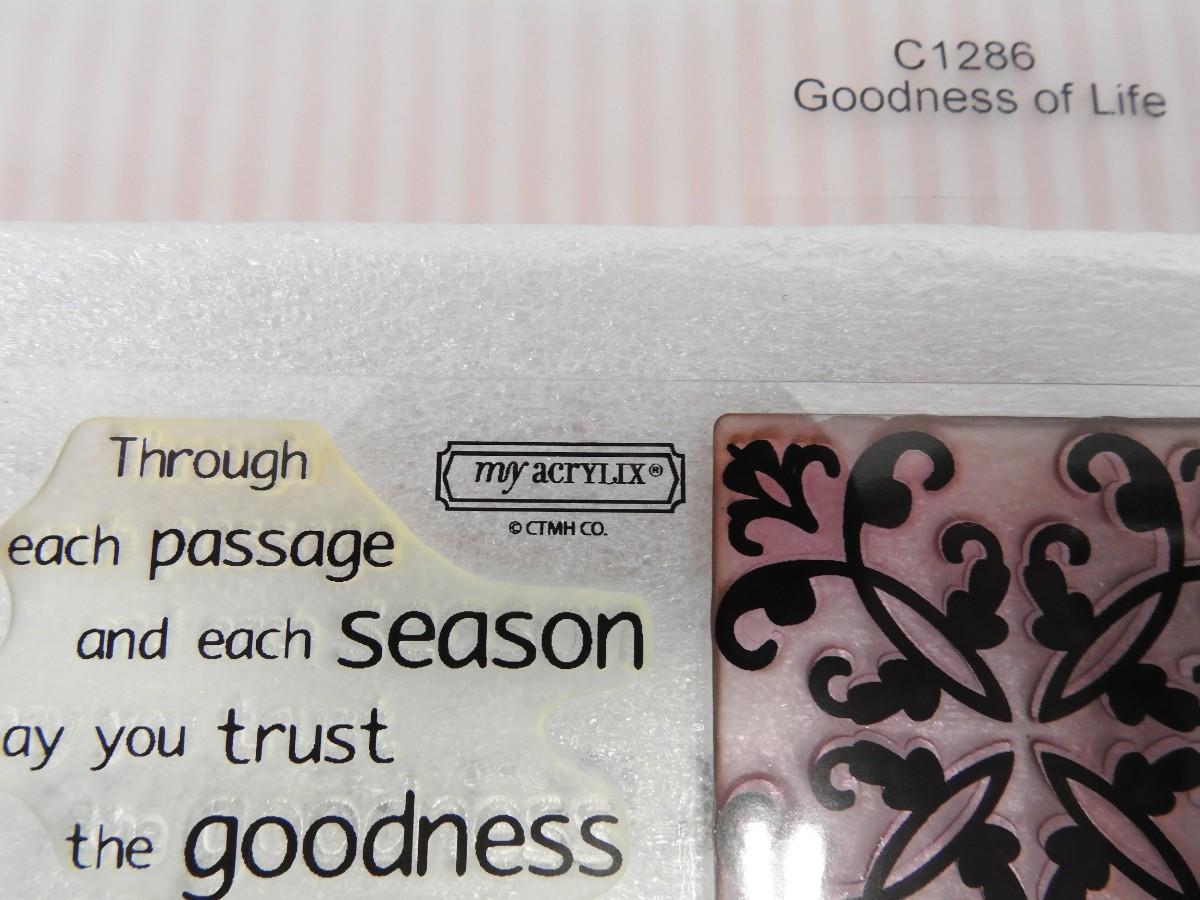 C1286
Goodness of Life
my acrylix®
© CTMH CO.
Through
each passage
and each season
ay you trust
the goodness